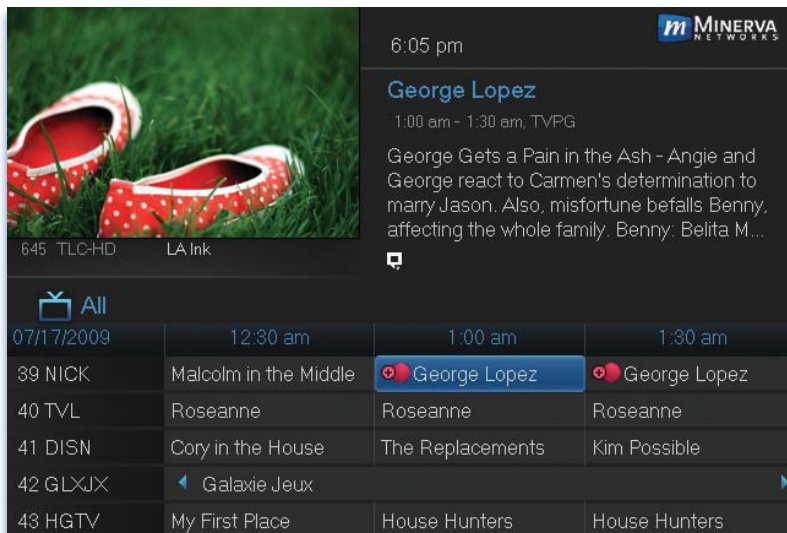 m MINERVA
NETWORKS
6:05 pm
George Lopez
1:00 am - 1:30 am, TVPG
George Gets a Pain in the Ash - Angie and
George react to Carmen's determination to
marry Jason. Also, misfortune befalls Benny,
affecting the whole family. Benny: Belita M...
645 TLC-HD LA Ink
All
07/17/2009 12:30 am 1:00 am 1:30 am
39 NICK Malcolm in the Middle George Lopez George Lopez
40 TVL Roseanne Roseanne Roseanne
41 DISN Cory in the House The Replacements Kim Possible
42 GLXJX Galaxie Jeux
43 HGTV My First Place House Hunters House Hunters